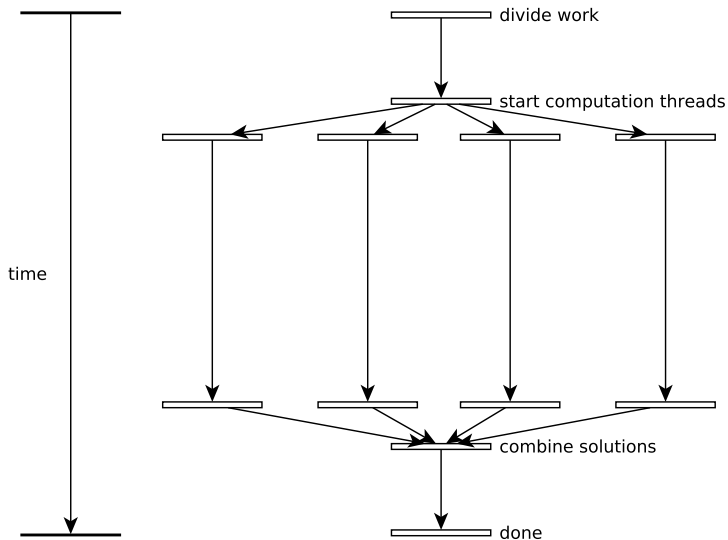 divide work
start computation threads
time
combine solutions
done